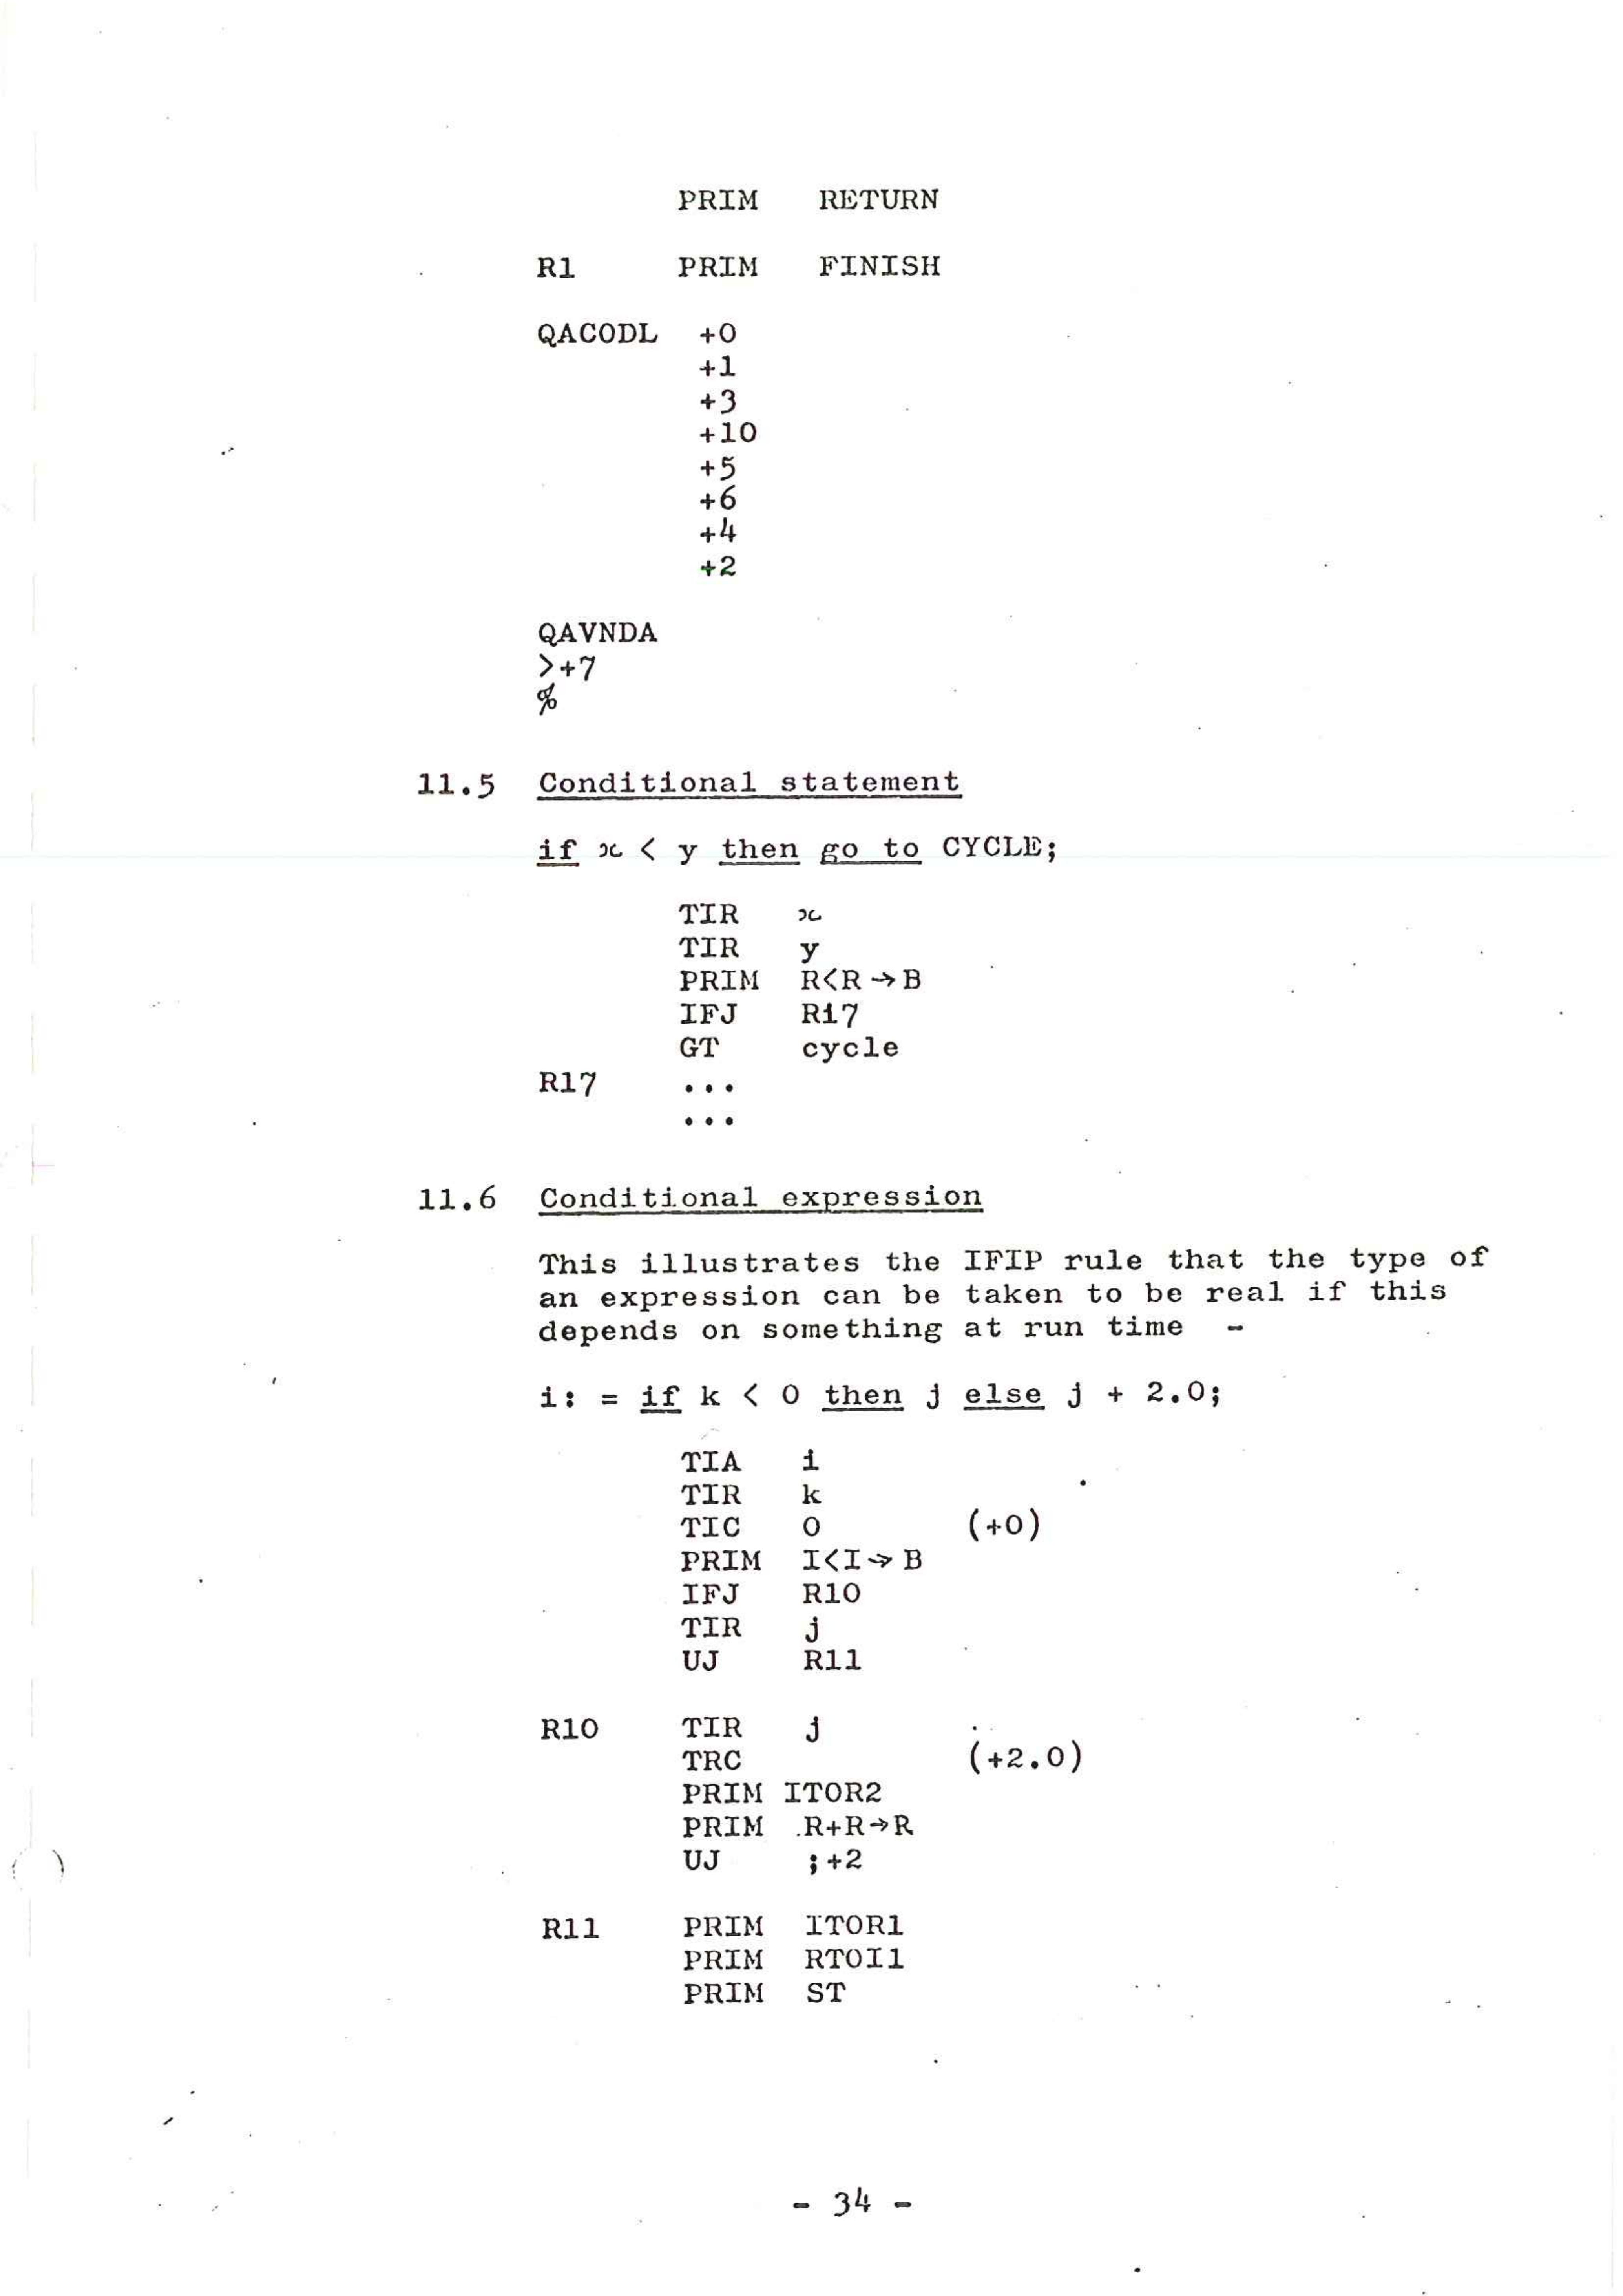 PRIM RETURN
R1 PRIM FINISH
QACODL +0
+1
+3
+10
+5
+6
+4
+2
QAVNDA
>+7
%
11.5 Conditional statement
if x < y then go to CYCLE;
TIR x
TIR y
PRIM R<R→B
IFJ R17
GT cycle
R17 ...
...
11.6 Conditional expression
This illustrates the IFIP rule that the type of
an expression can be taken to be real if this
depends on something at run time -
i: = if k < 0 then j else j + 2.0;
TIA i
TIR k
TIC 0 (+0)
PRIM I<I→B
IFJ R10
TIR j
UJ R11
R10 TIR j
TRC (+2.0)
PRIM ITOR2
PRIM R+R→R
UJ ;+2
R11 PRIM ITOR1
PRIM RTOI1
PRIM ST
- 34 -